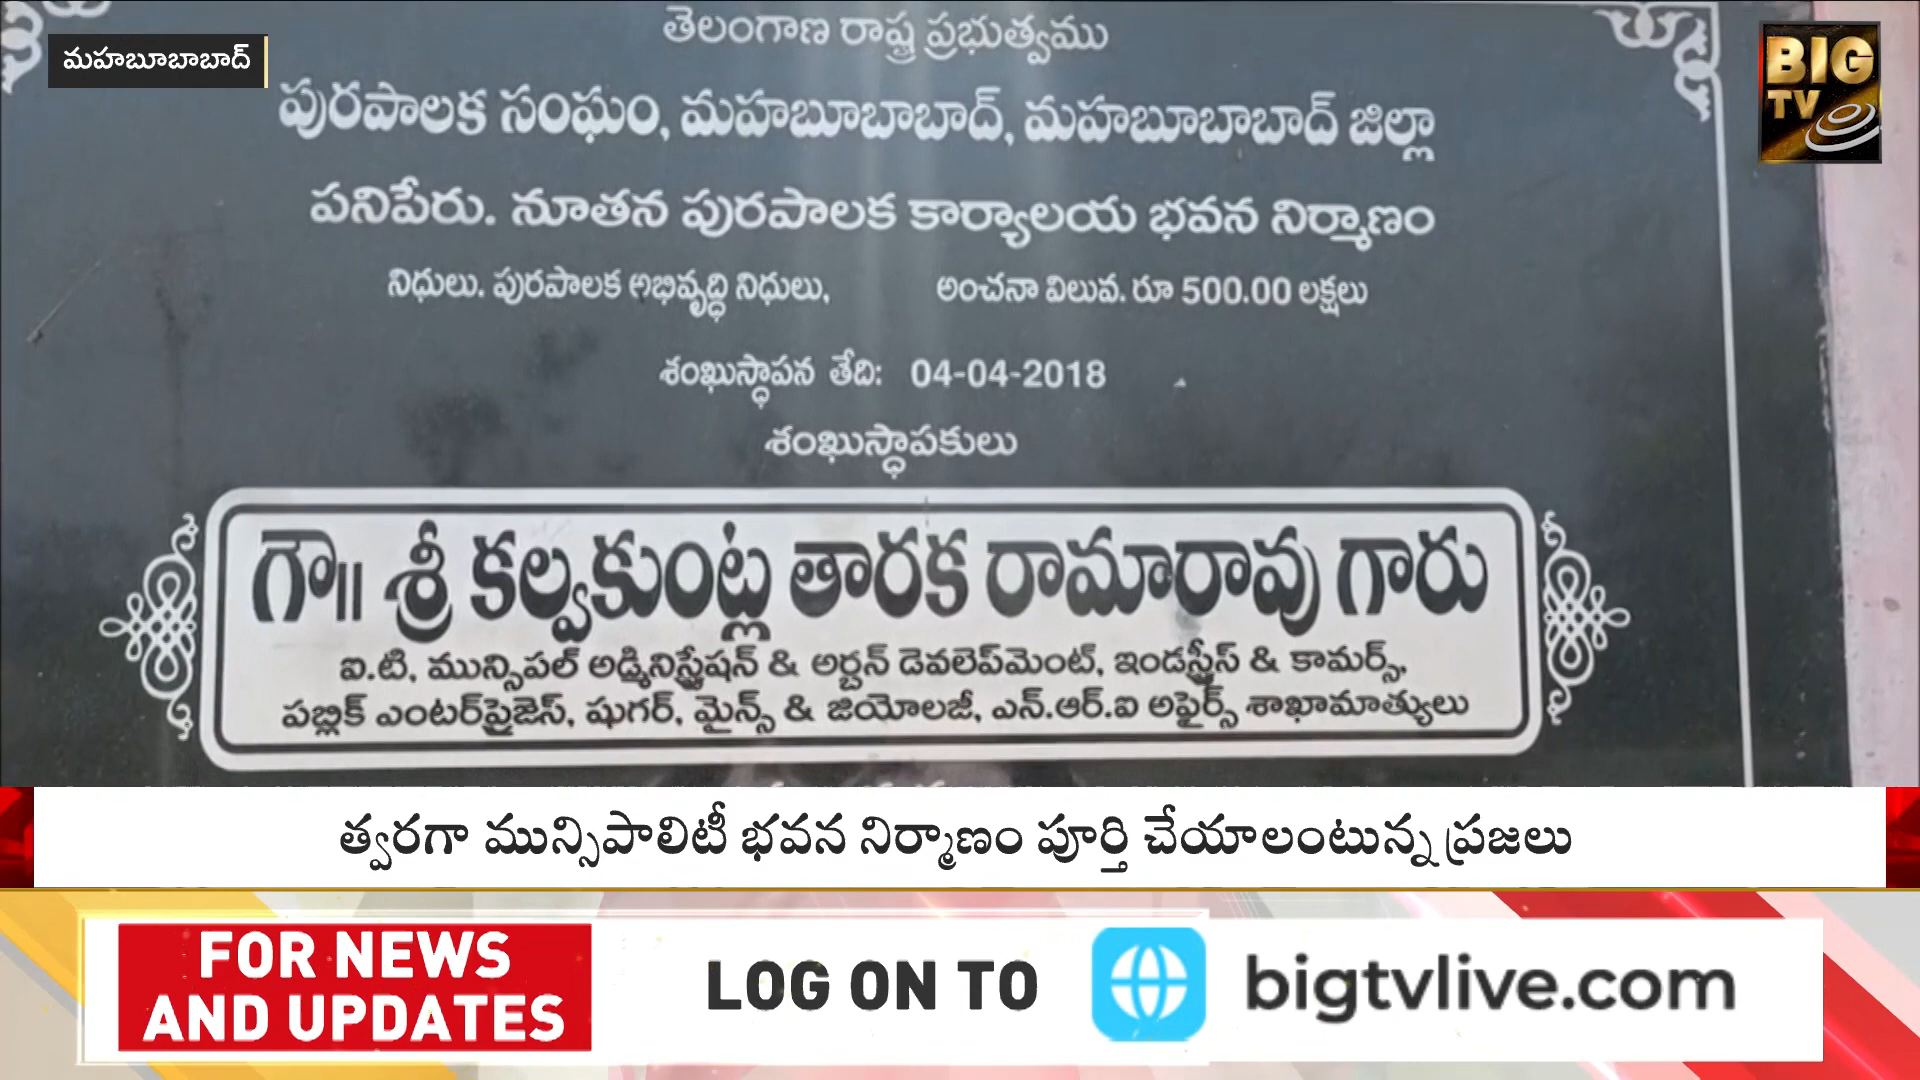 తెలంగాణ రాష్ట్ర ప్రభుత్వము
మహబూబాబాద్
BIG
TV
పురపాలక సంఘం, మహబూబాబాద్, మహబూబాబాద్ జిల్లా
పనిపేరు. నూతన పురపాలక కార్యాలయ భవన నిర్మాణం
నిధులు. పురపాలక అభివృద్ధి నిధులు, అంచనా విలువ. రూ 500.00 లక్షలు
శంఖుస్థాపన తేది: 04-04-2018
శంఖుస్థాపకులు
గౌ|| శ్రీ కల్వకుంట్ల తారక రామారావు గారు
ఐ.టి, మున్సిపల్ అడ్మినిస్ట్రేషన్ & అర్బన్ డెవలెప్‌మెంట్, ఇండస్ట్రీస్ & కామర్స్,
పబ్లిక్ ఎంటర్‌ప్రైజెస్, షుగర్, మైన్స్ & జియోలజీ, ఎన్.ఆర్.ఐ అఫైర్స్ శాఖామాత్యులు
త్వరగా మున్సిపాలిటీ భవన నిర్మాణం పూర్తి చేయాలంటున్న ప్రజలు
FOR NEWS
AND UPDATES
LOG ON TO
bigtvlive.com